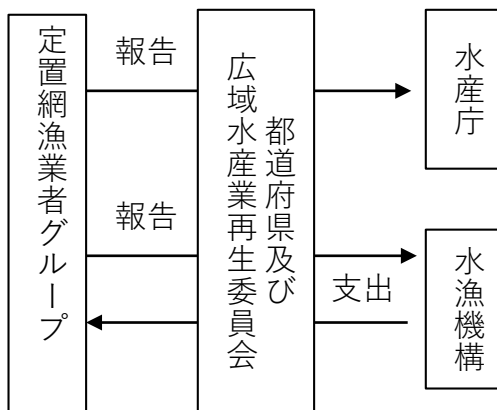 定置網漁業者グループ
報告
報告
都道府県及び
広域水産業再生委員会
支出
水産庁
水漁機構